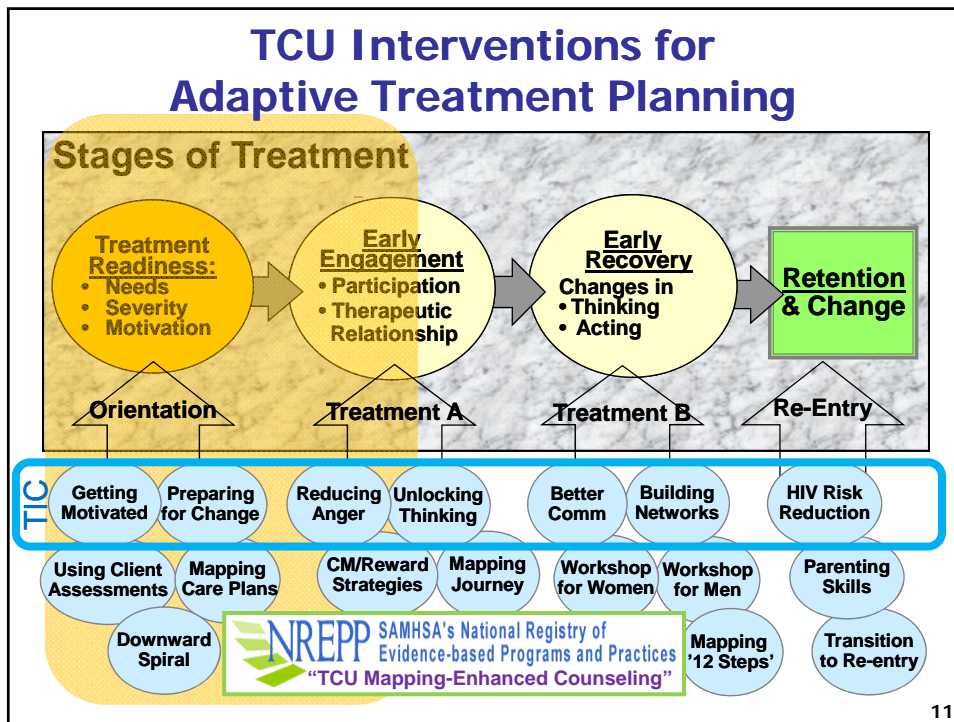 TCU Interventions for
Adaptive Treatment Planning
Stages of Treatment
Treatment
Readiness:
• Needs
• Severity
• Motivation
Early
Engagement
• Participation
• Therapeutic
Relationship
Early
Recovery
Changes in
• Thinking
• Acting
Retention
& Change
Orientation
Treatment A
Treatment B
Re-Entry
TIC
Getting
Motivated
Preparing
for Change
Reducing
Anger
Unlocking
Thinking
Better
Comm
Building
Networks
HIV Risk
Reduction
Using Client
Assessments
Mapping
Care Plans
CM/Reward
Strategies
Mapping
Journey
Workshop
for Women
Workshop
for Men
Parenting
Skills
Downward
Spiral
NREPP
SAMHSA's National Registry of
Evidence-based Programs and Practices
“TCU Mapping-Enhanced Counseling”
Mapping
’12 Steps’
Transition
to Re-entry
11